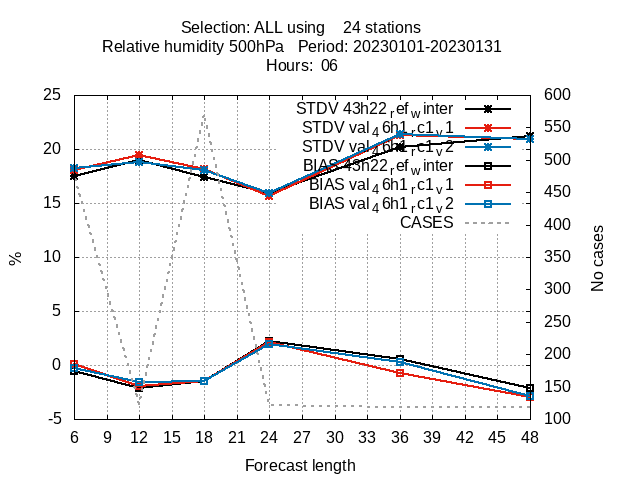 Selection: ALL using    24 stations
Relative humidity 500hPa   Period: 20230101-20230131
Hours:  06
25
20
15
10
5
0
-5
%
600
550
500
450
400
350
300
250
200
150
100
No cases
STDV 43h22_ref_winter
STDV val_46h1_rc1_v1
STDV val_46h1_rc1_v2
BIAS 43h22_ref_winter
BIAS val_46h1_rc1_v1
BIAS val_46h1_rc1_v2
CASES
6 9 12 15 18 21 24 27 30 33 36 39 42 45 48
Forecast length